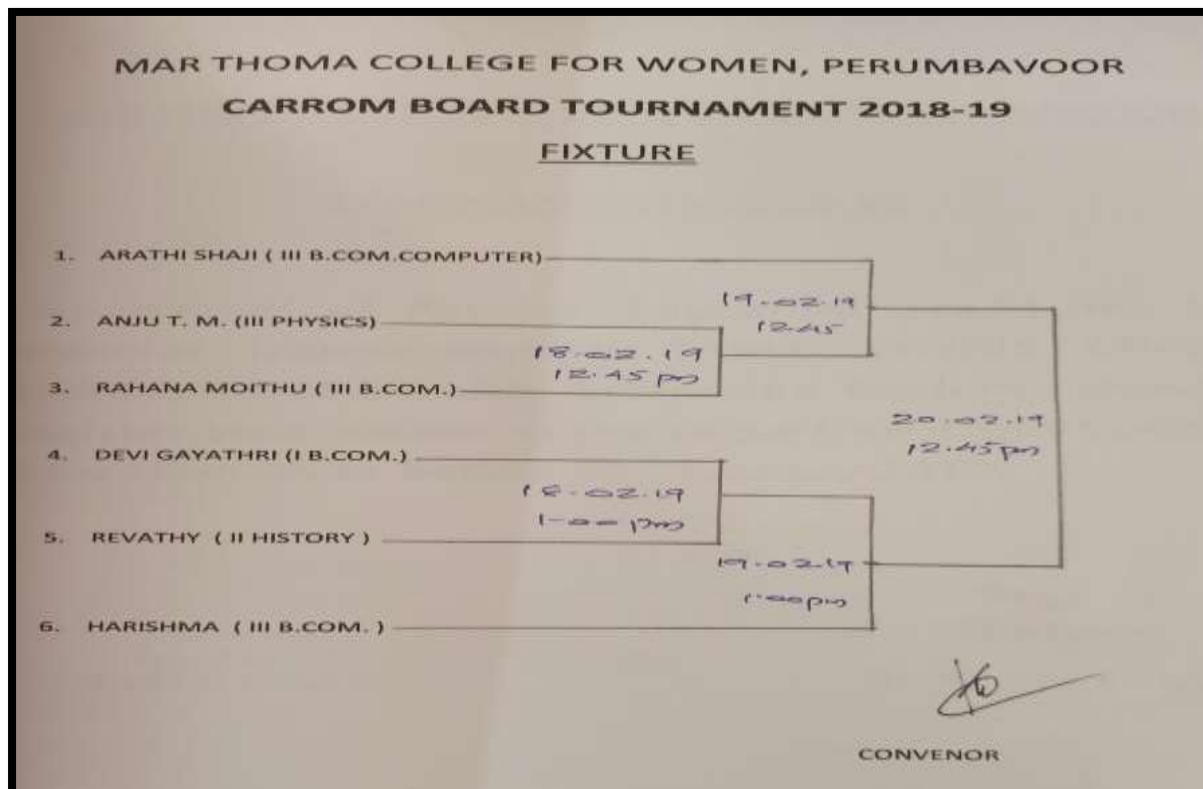 MAR THOMA COLLEGE FOR WOMEN, PERUMBAVOOR
CARROM BOARD TOURNAMENT 2018-19
FIXTURE
1. ARATHI SHAJI ( III B.COM.COMPUTER)
19.02.19
12.45
2. ANJU T. M. (III PHYSICS)
18.02.19
12.45 pm
3. RAHANA MOITHU ( III B.COM.)
20.02.19
12.45pm
4. DEVI GAYATHRI (I B.COM.)
18.02.19
1-00 pm
5. REVATHY ( II HISTORY )
19.02.19
1.00pm
6. HARISHMA ( III B.COM. )
CONVENOR